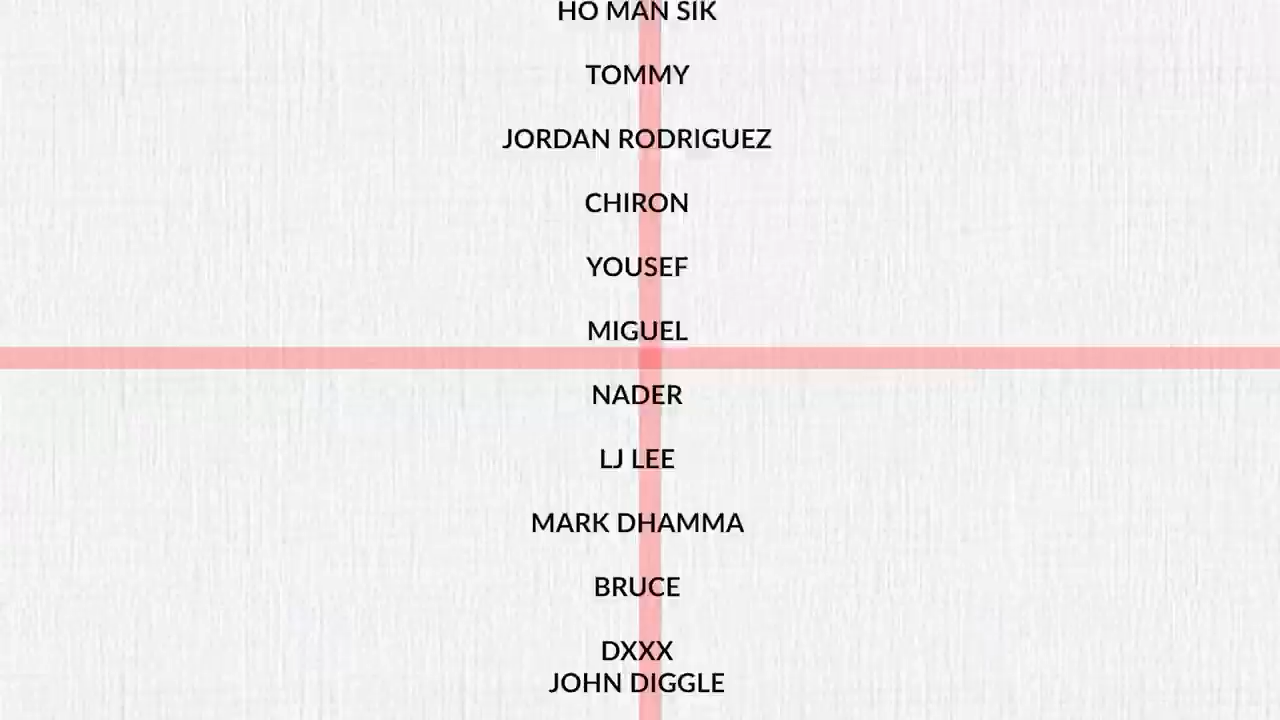 HO MAN SIK
TOMMY
JORDAN RODRIGUEZ
CHIRON
YOUSEF
MIGUEL
NADER
LJ LEE
MARK DHAMMA
BRUCE
DXXX
JOHN DIGGLE